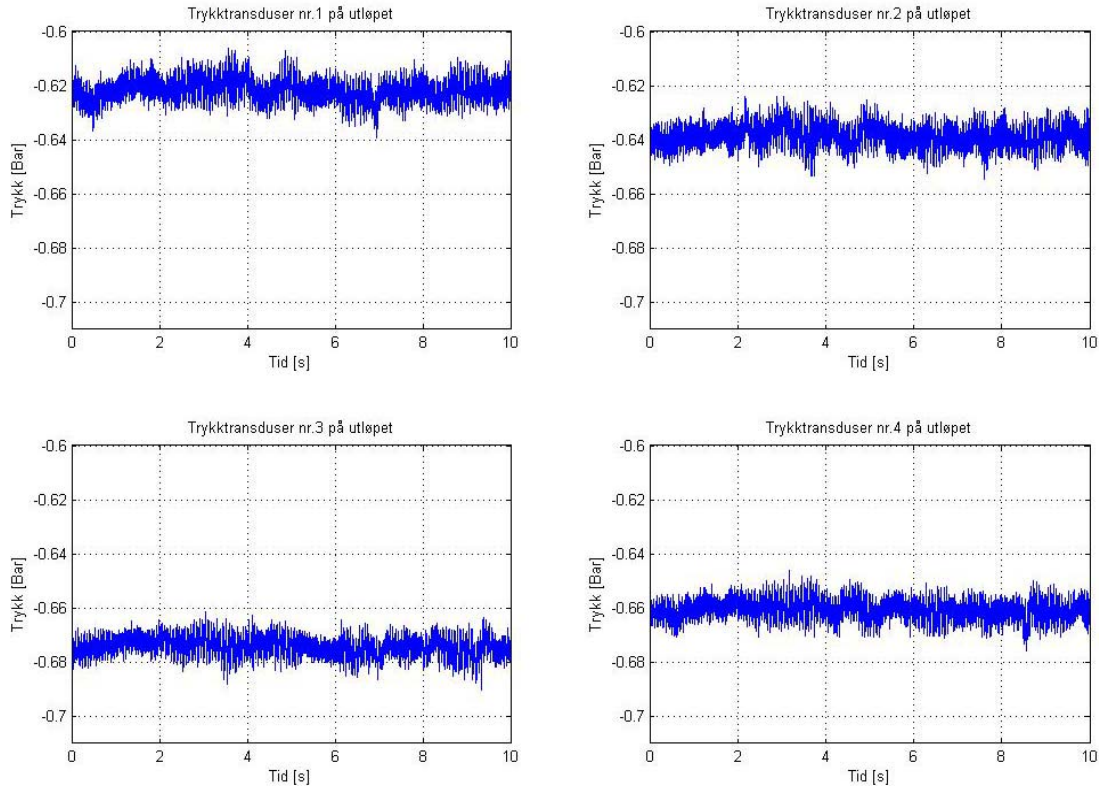 Trykktransduser nr.1 på utløpet
-0.6
-0.62
-0.64
-0.66
-0.68
-0.7
Trykk [Bar]
0 2 4 6 8 10
Tid [s]
Trykktransduser nr.2 på utløpet
-0.6
-0.62
-0.64
-0.66
-0.68
-0.7
Trykk [Bar]
0 2 4 6 8 10
Tid [s]
Trykktransduser nr.3 på utløpet
-0.6
-0.62
-0.64
-0.66
-0.68
-0.7
Trykk [Bar]
0 2 4 6 8 10
Tid [s]
Trykktransduser nr.4 på utløpet
-0.6
-0.62
-0.64
-0.66
-0.68
-0.7
Trykk [Bar]
0 2 4 6 8 10
Tid [s]